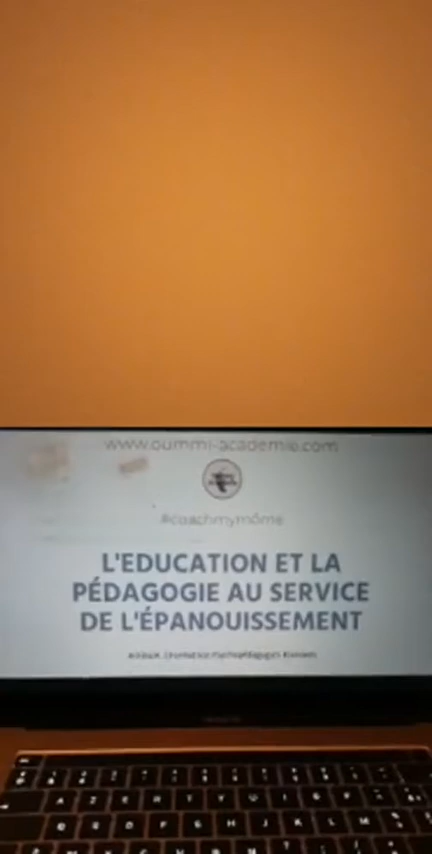 www.oummi-academie.com
#coachmymôme
L'EDUCATION ET LA
PÉDAGOGIE AU SERVICE
DE L'ÉPANOUISSEMENT
A Z E R T Y U I O P
Q S D F G H J K L M